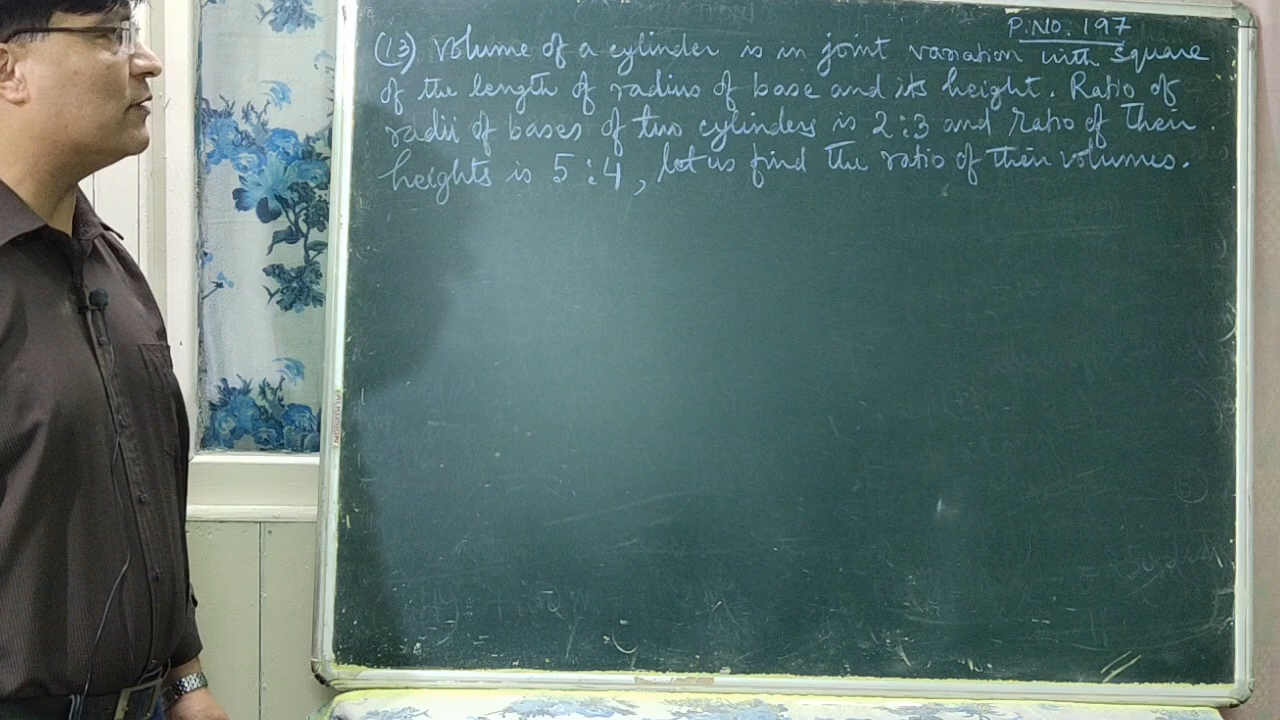 P.NO. 197
(13) Volume of a cylinder is in joint variation with square
of the length of radius of base and its height. Ratio of
radii of bases of two cylinders is 2:3 and ratio of their
heights is 5:4, let us find the ratio of their volumes.